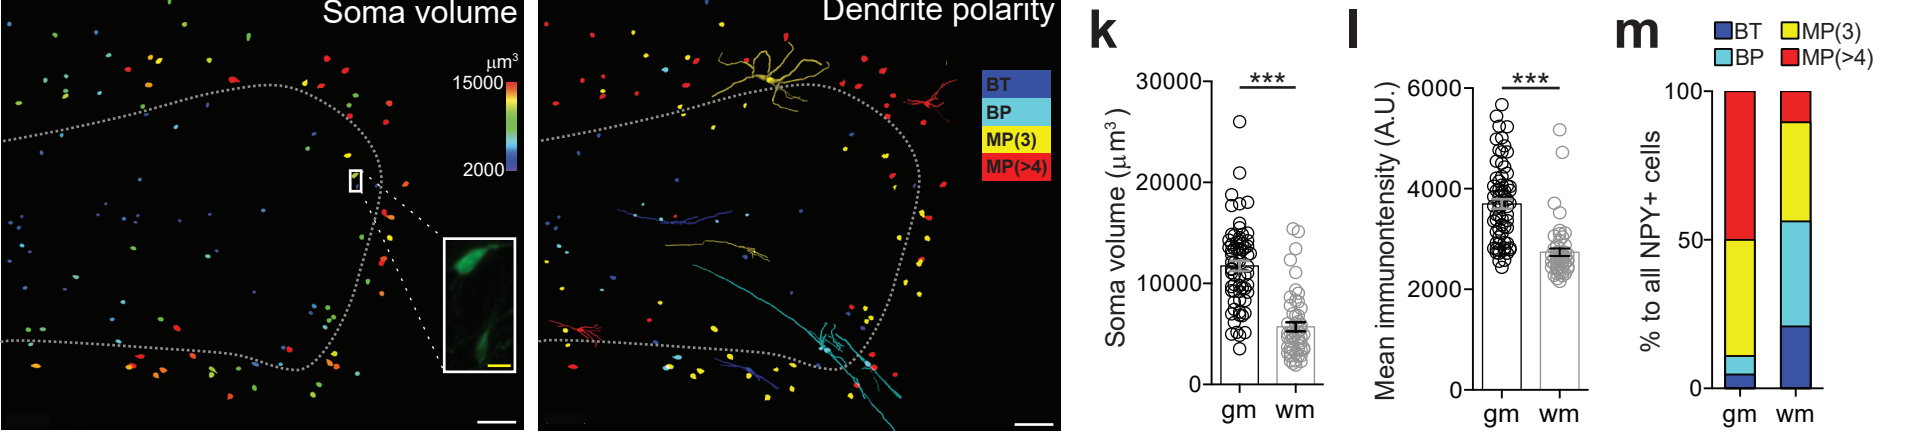 Soma volume
μm³
15000
2000
Dendrite polarity
BT
BP
MP(3)
MP(>4)
k
Soma volume (μm³)
30000
20000
10000
0
***
gm wm
l
Mean immunontensity (A.U.)
6000
4000
2000
0
***
gm wm
m
BT MP(3)
BP MP(>4)
% to all NPY+ cells
100
50
0
gm wm